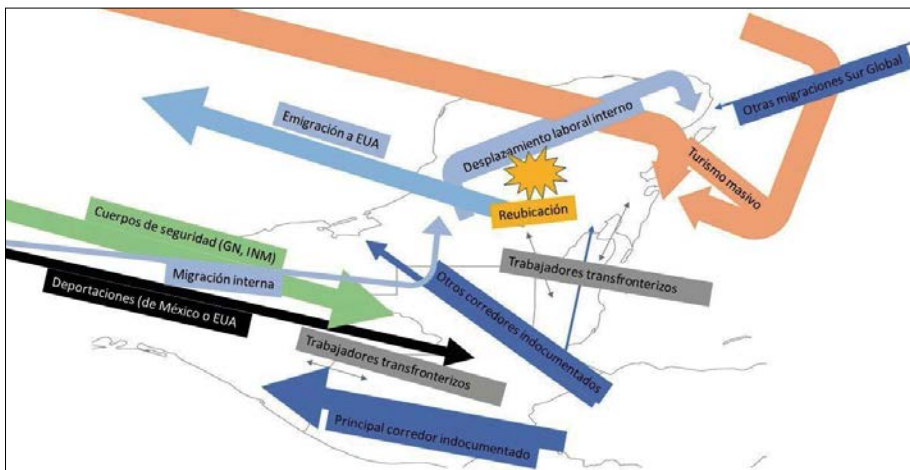 Otras migraciones Sur Global
Emigración a EUA
Desplazamiento laboral interno
Turismo masivo
Reubicación
Cuerpos de seguridad (GN, INM)
Migración interna
Trabajadores transfronterizos
Deportaciones (de México o EUA
Otros corredores indocumentados
Trabajadores transfronterizos
Principal corredor indocumentado